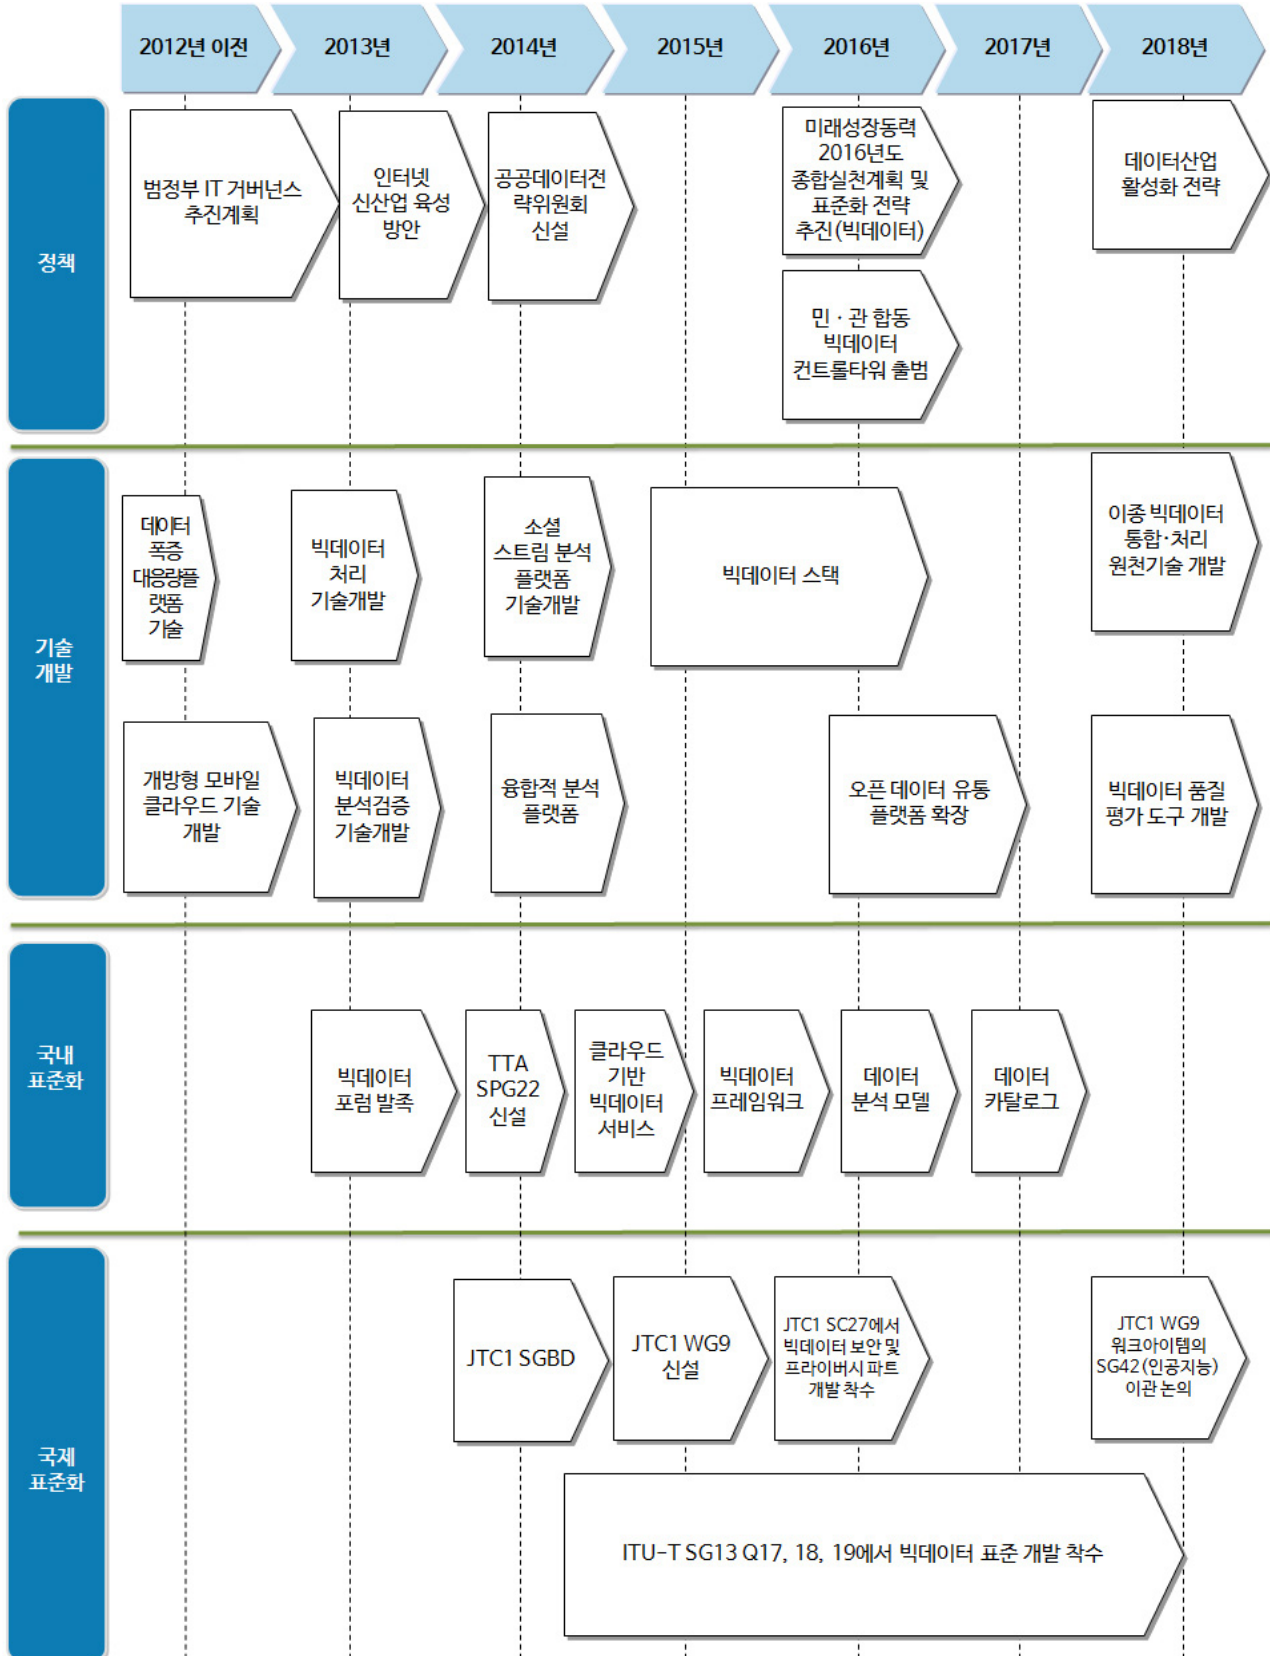 2012년 이전
2013년
2014년
2015년
2016년
2017년
2018년
정책
범정부 IT 거버넌스
추진계획
인터넷
신산업 육성
방안
공공데이터전
략위원회
신설
미래성장동력
2016년도
종합실천계획 및
표준화 전략
추진(빅데이터)
데이터산업
활성화 전략
민 · 관 합동
빅데이터
컨트롤타워 출범
기술
개발
데이터
폭증
대응량플
랫폼
기술
빅데이터
처리
기술개발
소셜
스트림 분석
플랫폼
기술개발
빅데이터 스택
이종 빅데이터
통합·처리
원천기술 개발
개방형 모바일
클라우드 기술
개발
빅데이터
분석검증
기술개발
융합적 분석
플랫폼
오픈 데이터 유통
플랫폼 확장
빅데이터 품질
평가 도구 개발
국내
표준화
빅데이터
포럼 발족
TTA
SPG22
신설
클라우드
기반
빅데이터
서비스
빅데이터
프레임워크
데이터
분석 모델
데이터
카탈로그
국제
표준화
JTC1 SGBD
JTC1 WG9
신설
JTC1 SC27에서
빅데이터 보안 및
프라이버시 파트
개발 착수
JTC1 WG9
워크아이템의
SG42(인공지능)
이관 논의
ITU-T SG13 Q17, 18, 19에서 빅데이터 표준 개발 착수